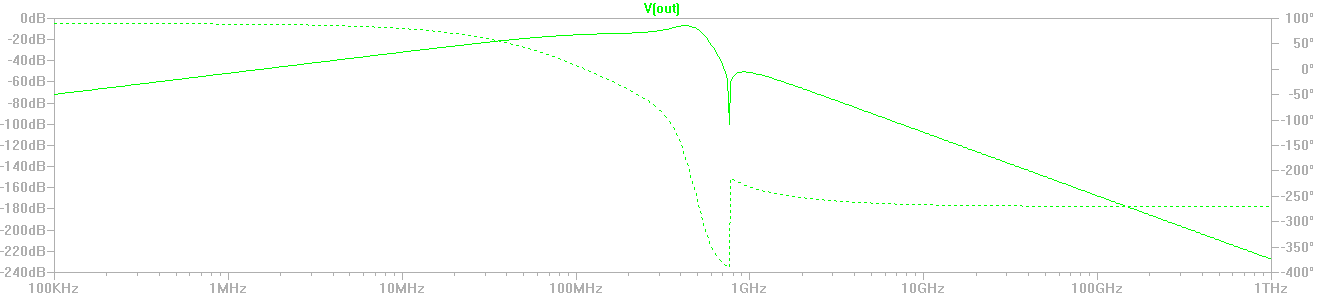 V(out)
0dB
-20dB
-40dB
-60dB
-80dB
-100dB
-120dB
-140dB
-160dB
-180dB
-200dB
-220dB
-240dB
100°
50°
0°
-50°
-100°
-150°
-200°
-250°
-300°
-350°
-400°
100KHz 1MHz 10MHz 100MHz 1GHz 10GHz 100GHz 1THz